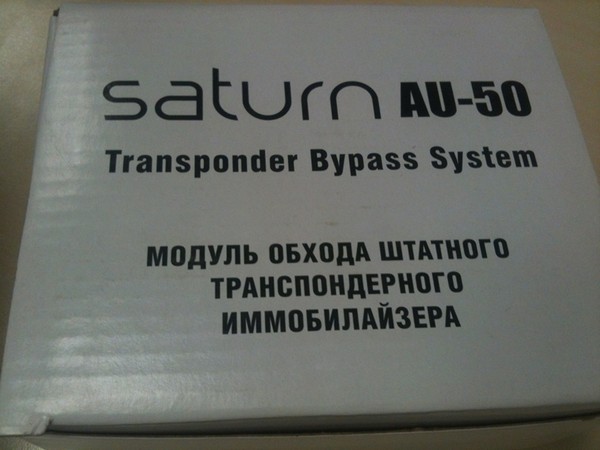 saturn AU-50
Transponder Bypass System
МОДУЛЬ ОБХОДА ШТАТНОГО
ТРАНСПОНДЕРНОГО
ИММОБИЛАЙЗЕРА